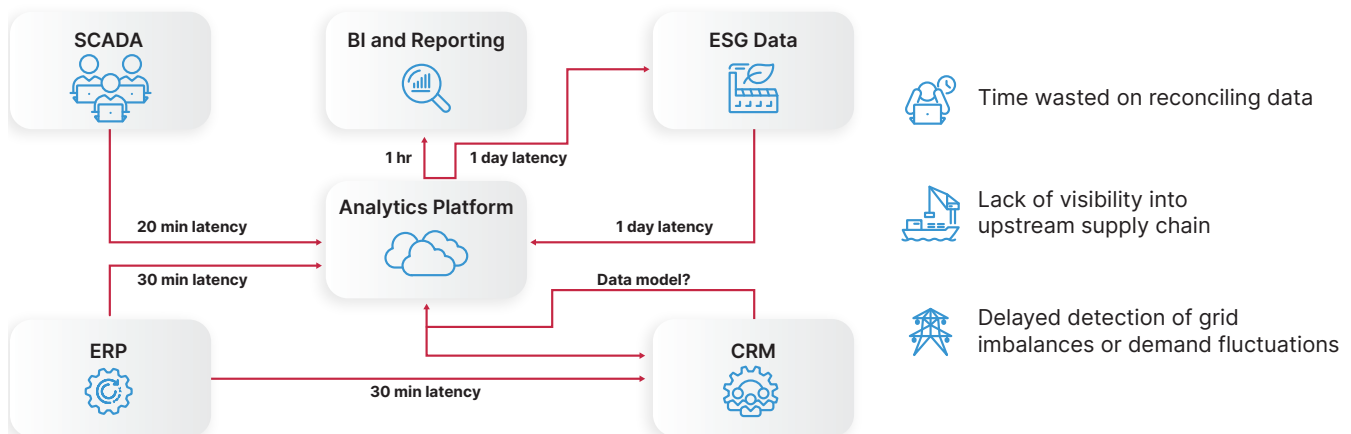 SCADA
BI and Reporting
ESG Data
1 hr
1 day latency
Analytics Platform
20 min latency
1 day latency
30 min latency
Data model?
ERP
CRM
30 min latency
Time wasted on reconciling data
Lack of visibility into
upstream supply chain
Delayed detection of grid
imbalances or demand fluctuations